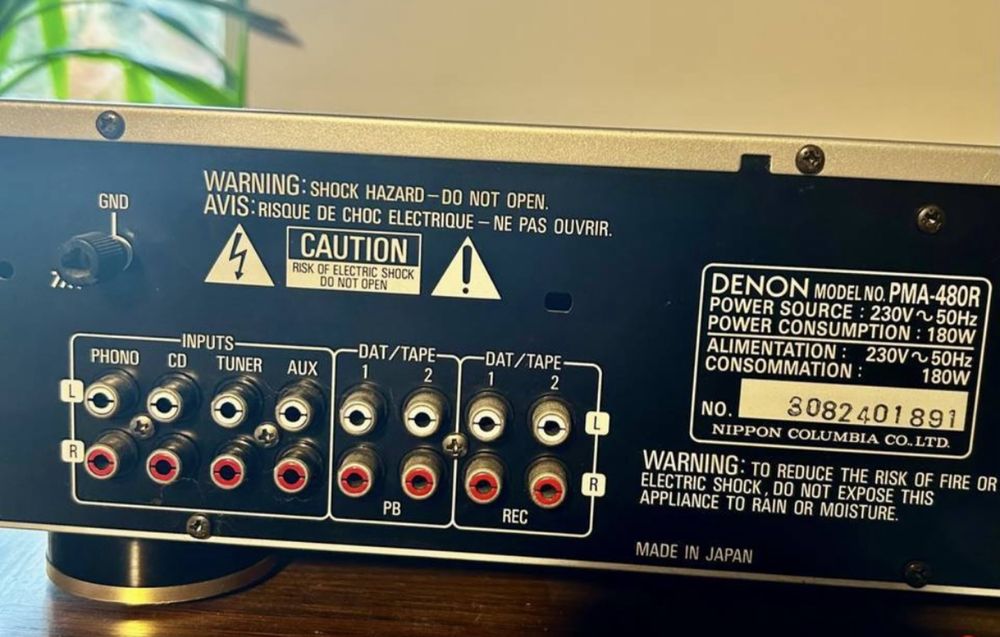 GND
WARNING: SHOCK HAZARD – DO NOT OPEN.
AVIS: RISQUE DE CHOC ELECTRIQUE – NE PAS OUVRIR.
CAUTION
RISK OF ELECTRIC SHOCK
DO NOT OPEN
INPUTS
PHONO CD TUNER AUX
DAT/TAPE
1 2
DAT/TAPE
1 2
L
R
L
R
PB
REC
DENON MODEL NO. PMA-480R
POWER SOURCE : 230V～50Hz
POWER CONSUMPTION : 180W
ALIMENTATION : 230V～50Hz
CONSOMMATION : 180W
NO. 3082401891
NIPPON COLUMBIA CO., LTD.
WARNING: TO REDUCE THE RISK OF FIRE OR
ELECTRIC SHOCK, DO NOT EXPOSE THIS
APPLIANCE TO RAIN OR MOISTURE.
MADE IN JAPAN